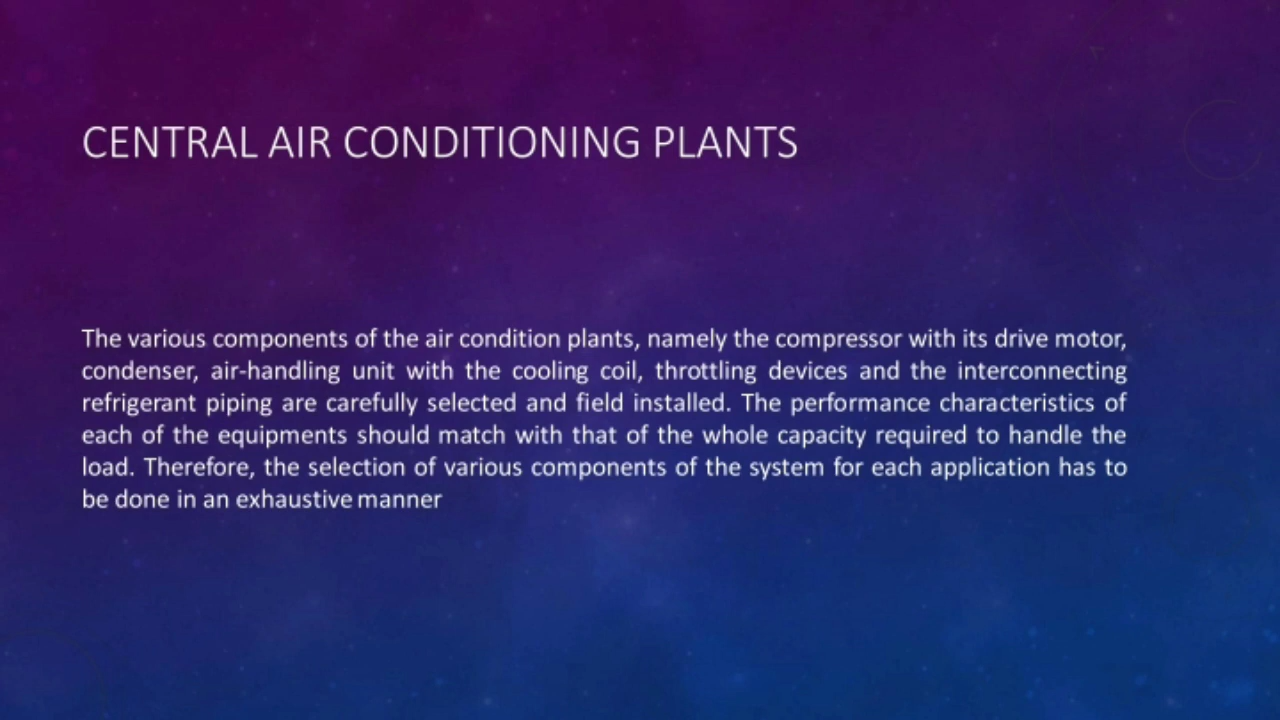 CENTRAL AIR CONDITIONING PLANTS
The various components of the air condition plants, namely the compressor with its drive motor,
condenser, air-handling unit with the cooling coil, throttling devices and the interconnecting
refrigerant piping are carefully selected and field installed. The performance characteristics of
each of the equipments should match with that of the whole capacity required to handle the
load. Therefore, the selection of various components of the system for each application has to
be done in an exhaustive manner